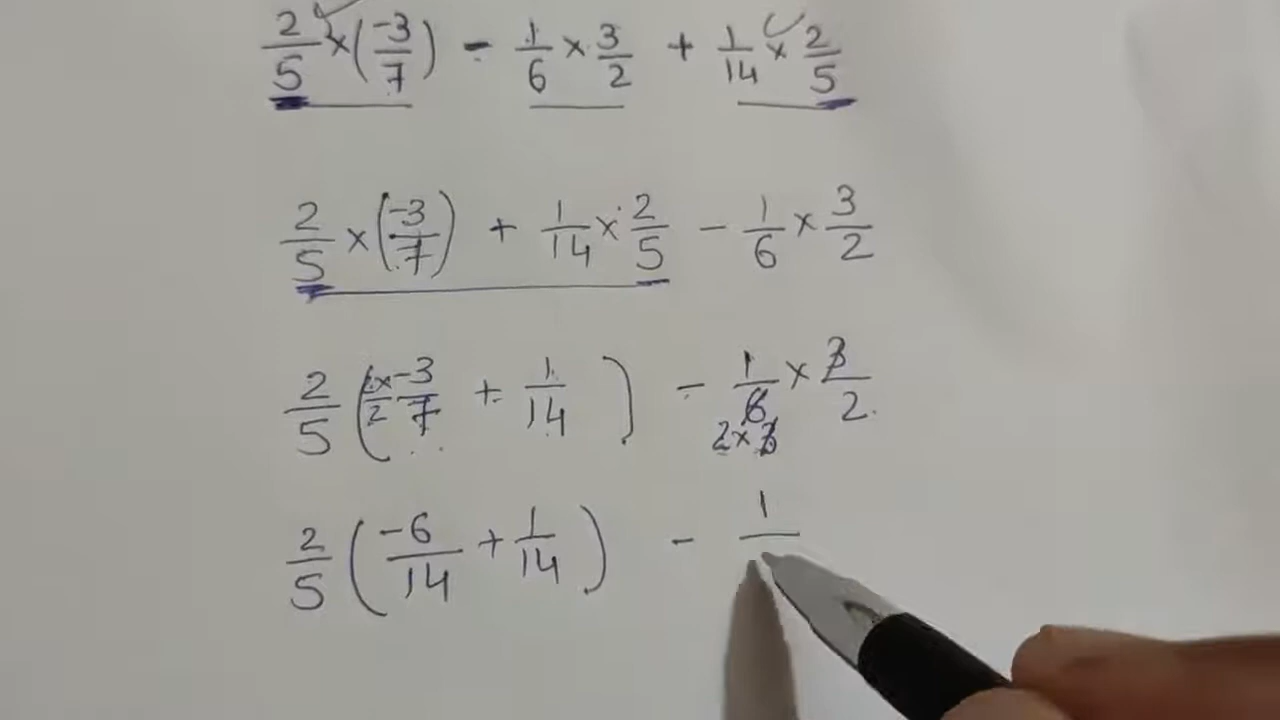 2/5 × (-3/7) - 1/6 × 3/2 + 1/14 × 2/5
2/5 × (-3/7) + 1/14 × 2/5 - 1/6 × 3/2
2/5 (2×-3/2 7 + 1/14) - 1/6 × 3/2
2×3
2/5 (-6/14 + 1/14) - 1/